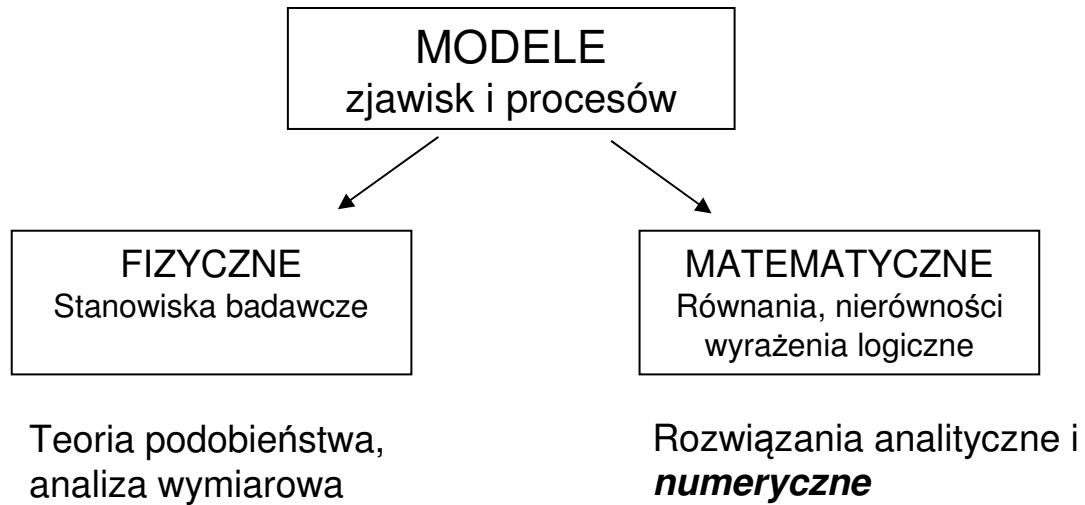 MODELE
zjawisk i procesów
FIZYCZNE
Stanowiska badawcze
MATEMATYCZNE
Równania, nierówności
wyrażenia logiczne
Teoria podobieństwa,
analiza wymiarowa
Rozwiązania analityczne i
numeryczne